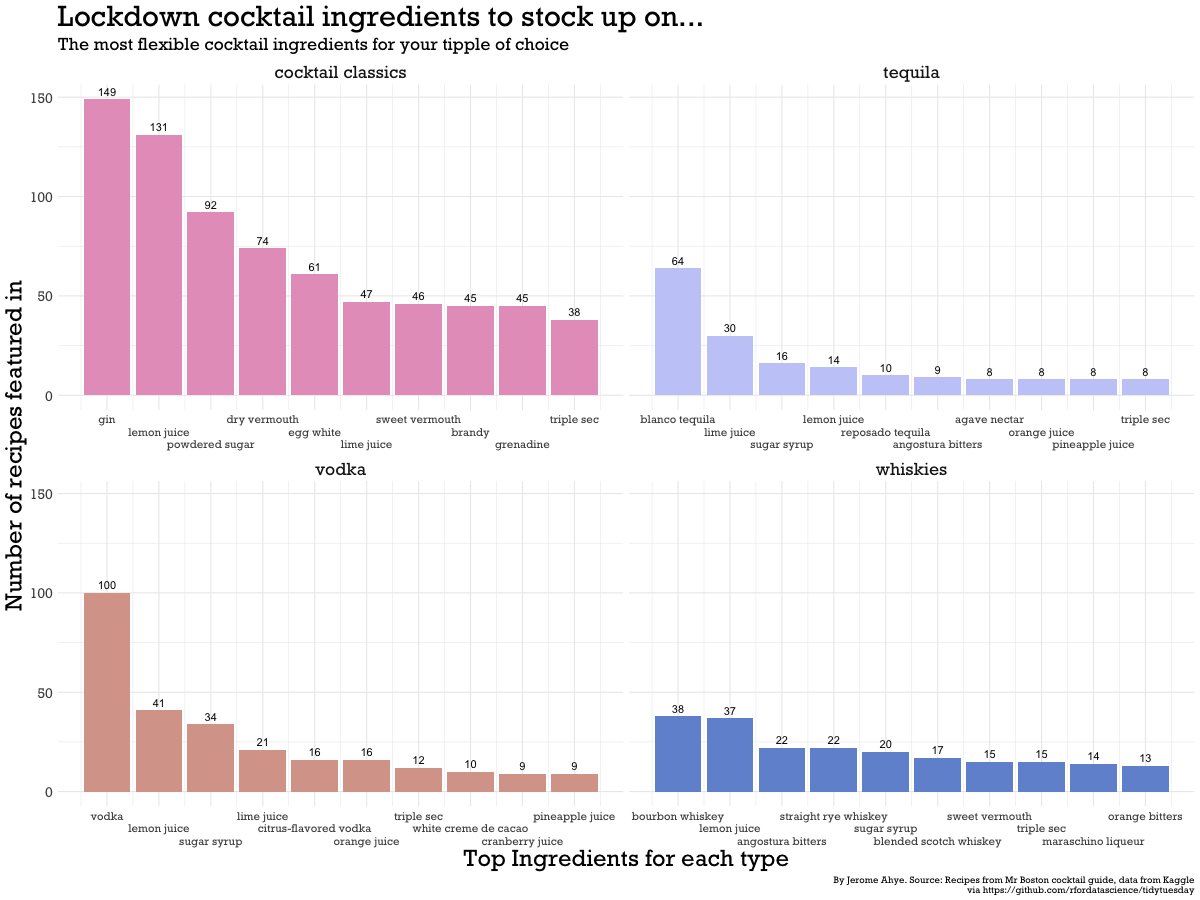 Lockdown cocktail ingredients to stock up on...
The most flexible cocktail ingredients for your tipple of choice
Number of recipes featured in
cocktail classics
150
100
50
0
149
131
92
74
61
47
46
45
45
38
gin
lemon juice
powdered sugar
dry vermouth
egg white
lime juice
sweet vermouth
brandy
grenadine
triple sec
tequila
64
30
16
14
10
9
8
8
8
8
blanco tequila
lime juice
sugar syrup
lemon juice
reposado tequila
angostura bitters
agave nectar
orange juice
pineapple juice
triple sec
vodka
150
100
50
0
100
41
34
21
16
16
12
10
9
9
vodka
lemon juice
sugar syrup
lime juice
citrus-flavored vodka
orange juice
triple sec
white creme de cacao
cranberry juice
pineapple juice
whiskies
38
37
22
22
20
17
15
15
14
13
bourbon whiskey
lemon juice
angostura bitters
straight rye whiskey
sugar syrup
blended scotch whiskey
sweet vermouth
triple sec
maraschino liqueur
orange bitters
Top Ingredients for each type
By Jerome Ahye. Source: Recipes from Mr Boston cocktail guide, data from Kaggle
via https://github.com/rfordatascience/tidytuesday